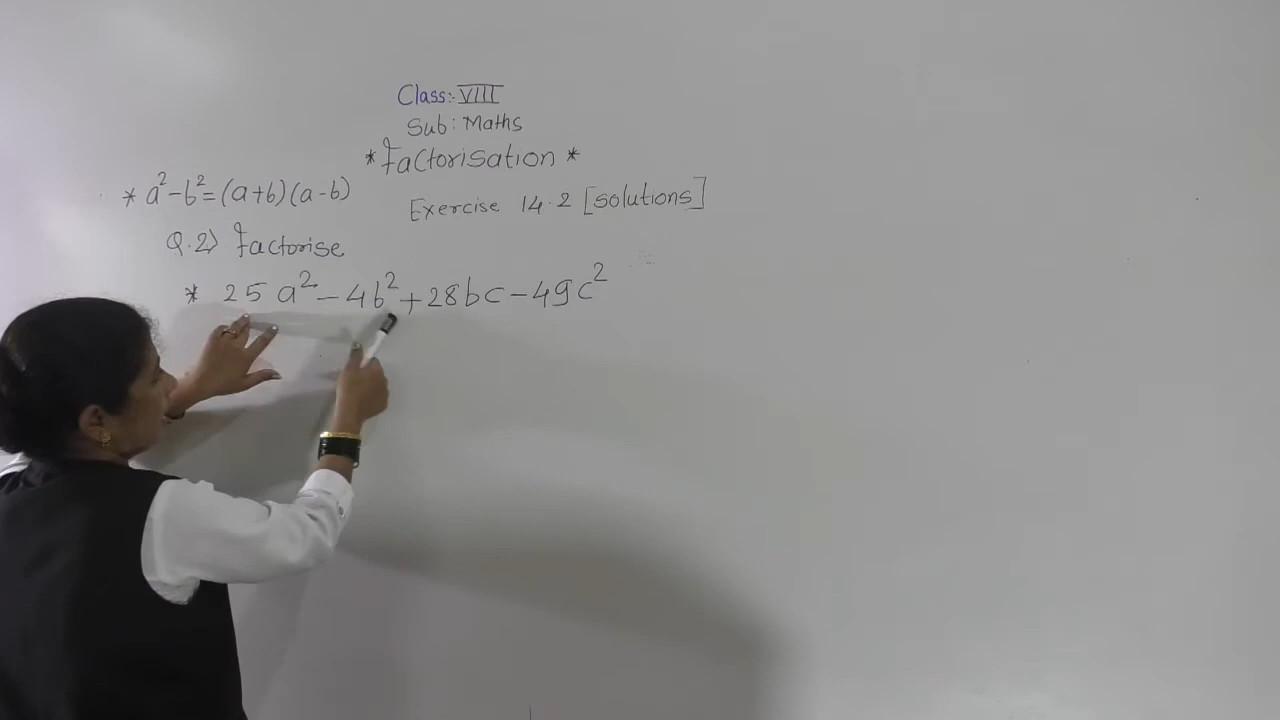 Class:- VIII
Sub: Maths
* Factorisation *
* a² - b² = (a+b)(a-b)
Exercise 14.2 [solutions]
Q.2) Factorise
* 25a² - 4b² + 28bc - 49c²